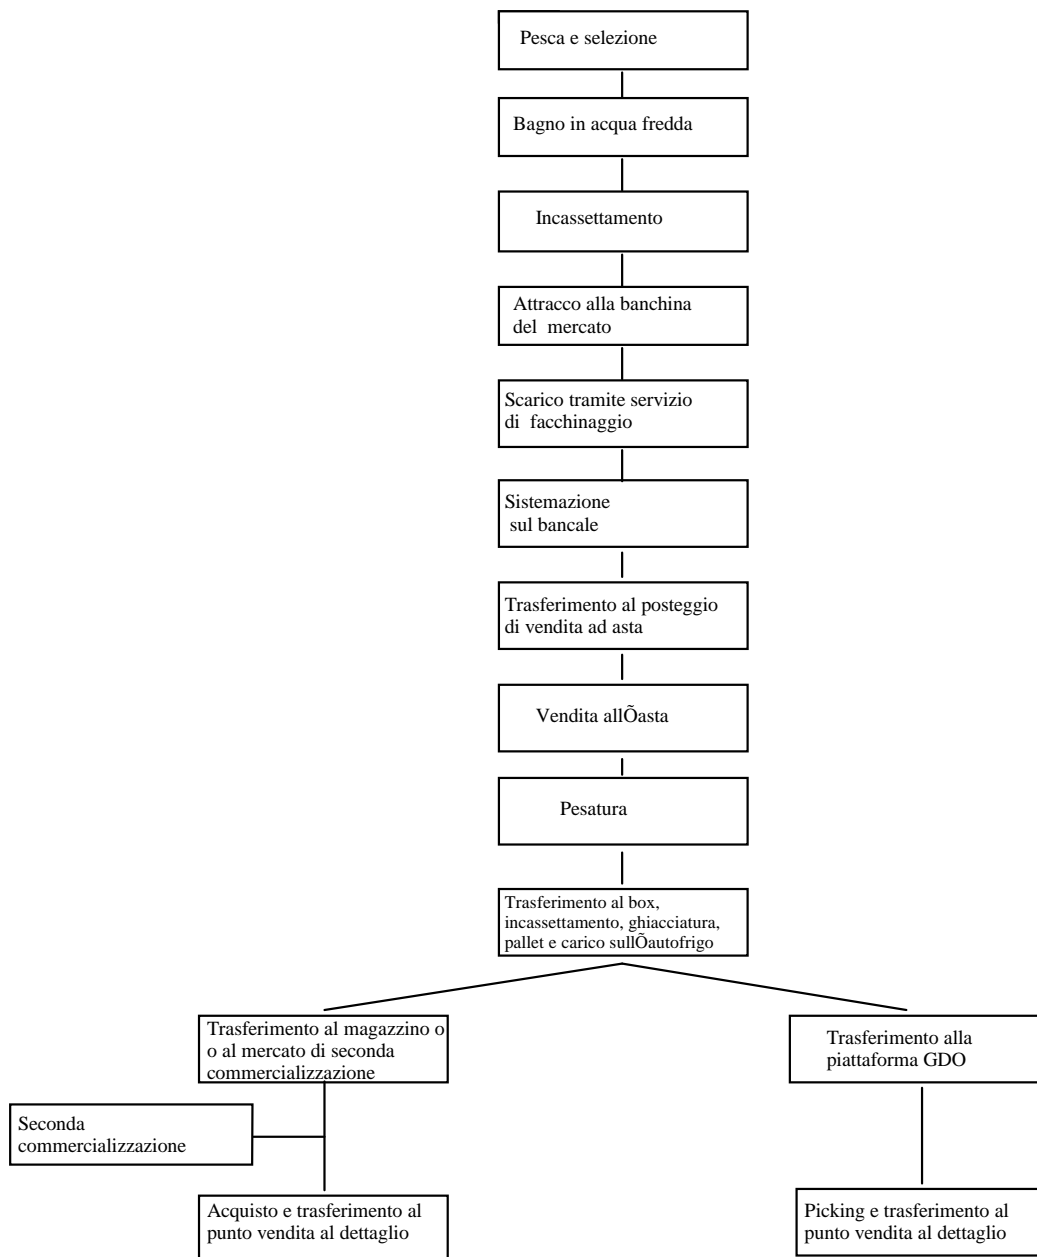 Pesca e selezione
Bagno in acqua fredda
Incassettamento
Attracco alla banchina
del mercato
Scarico tramite servizio
di facchinaggio
Sistemazione
sul bancale
Trasferimento al posteggio
di vendita ad asta
Vendita allÕasta
Pesatura
Trasferimento al box,
incassettamento, ghiacciatura,
pallet e carico sullÕautofrigo
Trasferimento al magazzino o
o al mercato di seconda
commercializzazione
Trasferimento alla
piattaforma GDO
Seconda
commercializzazione
Acquisto e trasferimento al
punto vendita al dettaglio
Picking e trasferimento al
punto vendita al dettaglio